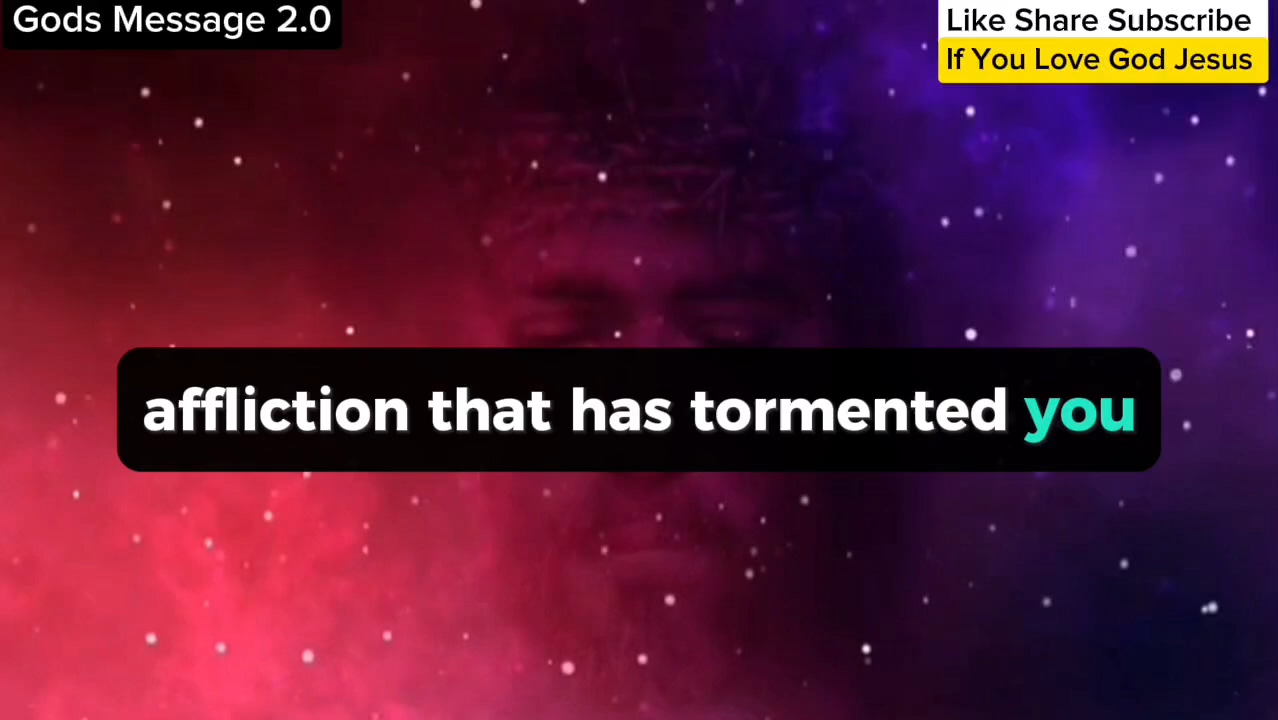 Gods Message 2.0
Like Share Subscribe
If You Love God Jesus
affliction that has tormented you